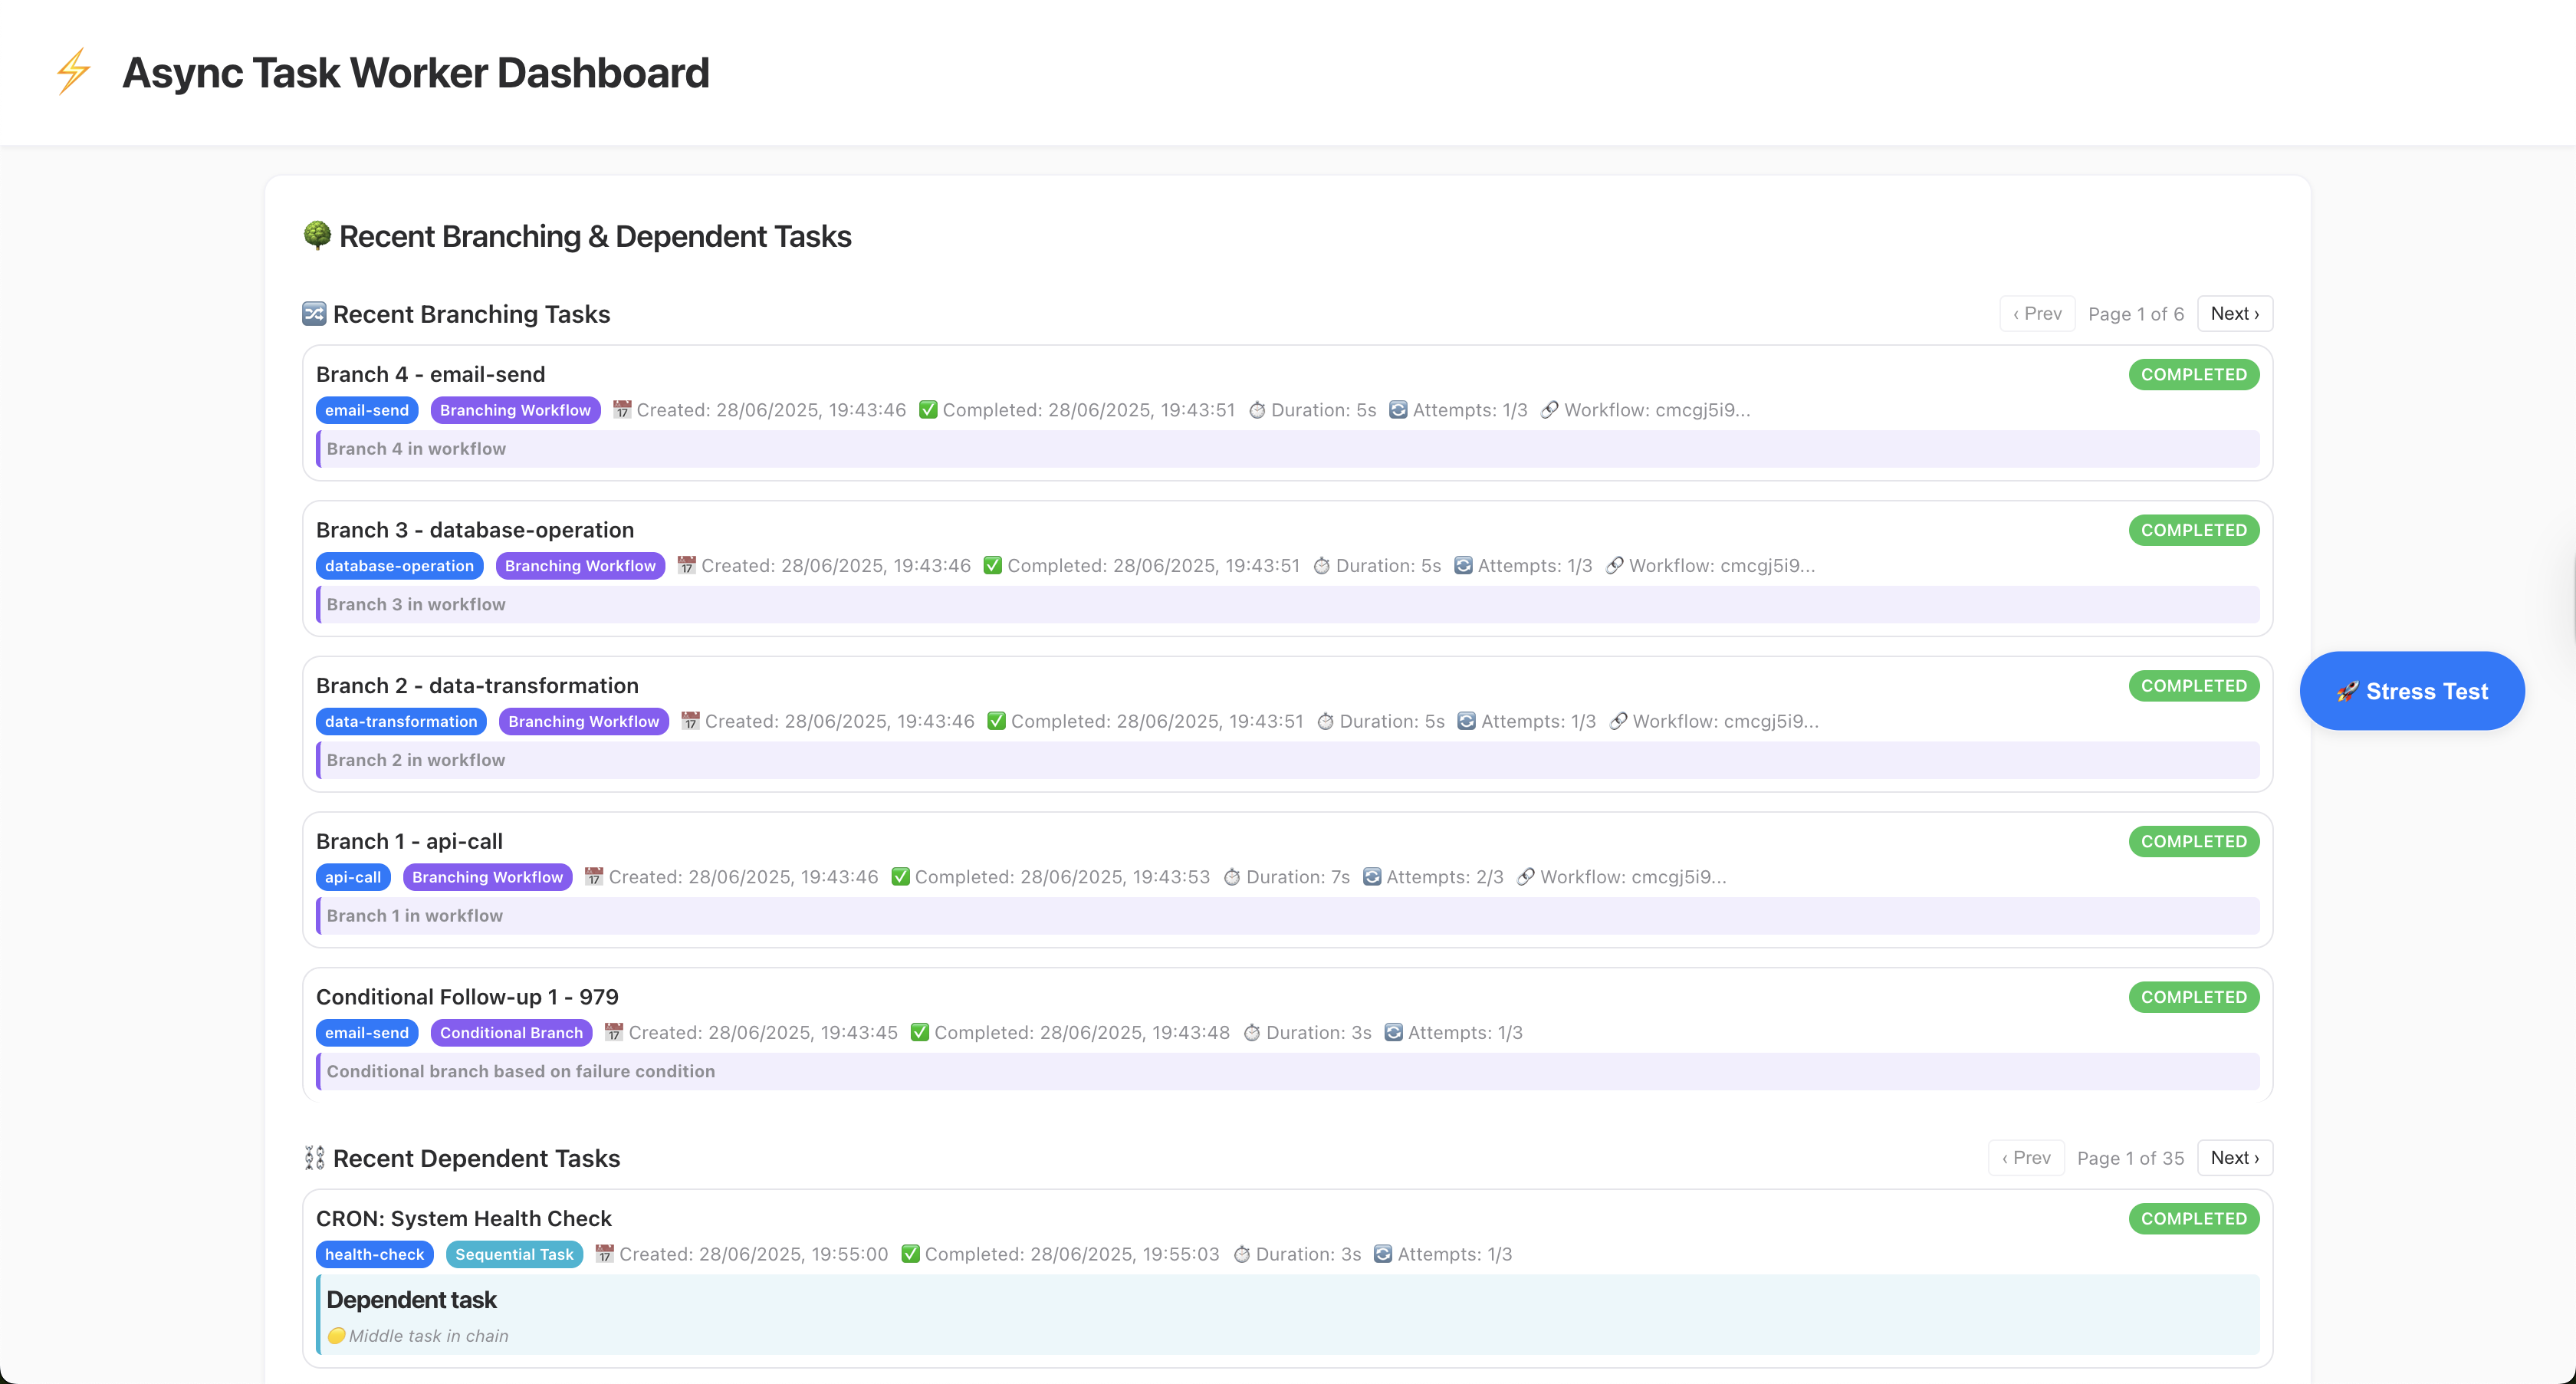 Async Task Worker Dashboard
Recent Branching & Dependent Tasks
Recent Branching Tasks
‹ Prev Page 1 of 6 Next ›
Branch 4 - email-send COMPLETED
email-send Branching Workflow Created: 28/06/2025, 19:43:46 Completed: 28/06/2025, 19:43:51 Duration: 5s Attempts: 1/3 Workflow: cmcgj5i9...
Branch 4 in workflow
Branch 3 - database-operation COMPLETED
database-operation Branching Workflow Created: 28/06/2025, 19:43:46 Completed: 28/06/2025, 19:43:51 Duration: 5s Attempts: 1/3 Workflow: cmcgj5i9...
Branch 3 in workflow
Branch 2 - data-transformation COMPLETED
data-transformation Branching Workflow Created: 28/06/2025, 19:43:46 Completed: 28/06/2025, 19:43:51 Duration: 5s Attempts: 1/3 Workflow: cmcgj5i9...
Branch 2 in workflow
Stress Test
Branch 1 - api-call COMPLETED
api-call Branching Workflow Created: 28/06/2025, 19:43:46 Completed: 28/06/2025, 19:43:53 Duration: 7s Attempts: 2/3 Workflow: cmcgj5i9...
Branch 1 in workflow
Conditional Follow-up 1 - 979 COMPLETED
email-send Conditional Branch Created: 28/06/2025, 19:43:45 Completed: 28/06/2025, 19:43:48 Duration: 3s Attempts: 1/3
Conditional branch based on failure condition
Recent Dependent Tasks
‹ Prev Page 1 of 35 Next ›
CRON: System Health Check COMPLETED
health-check Sequential Task Created: 28/06/2025, 19:55:00 Completed: 28/06/2025, 19:55:03 Duration: 3s Attempts: 1/3
Dependent task
Middle task in chain